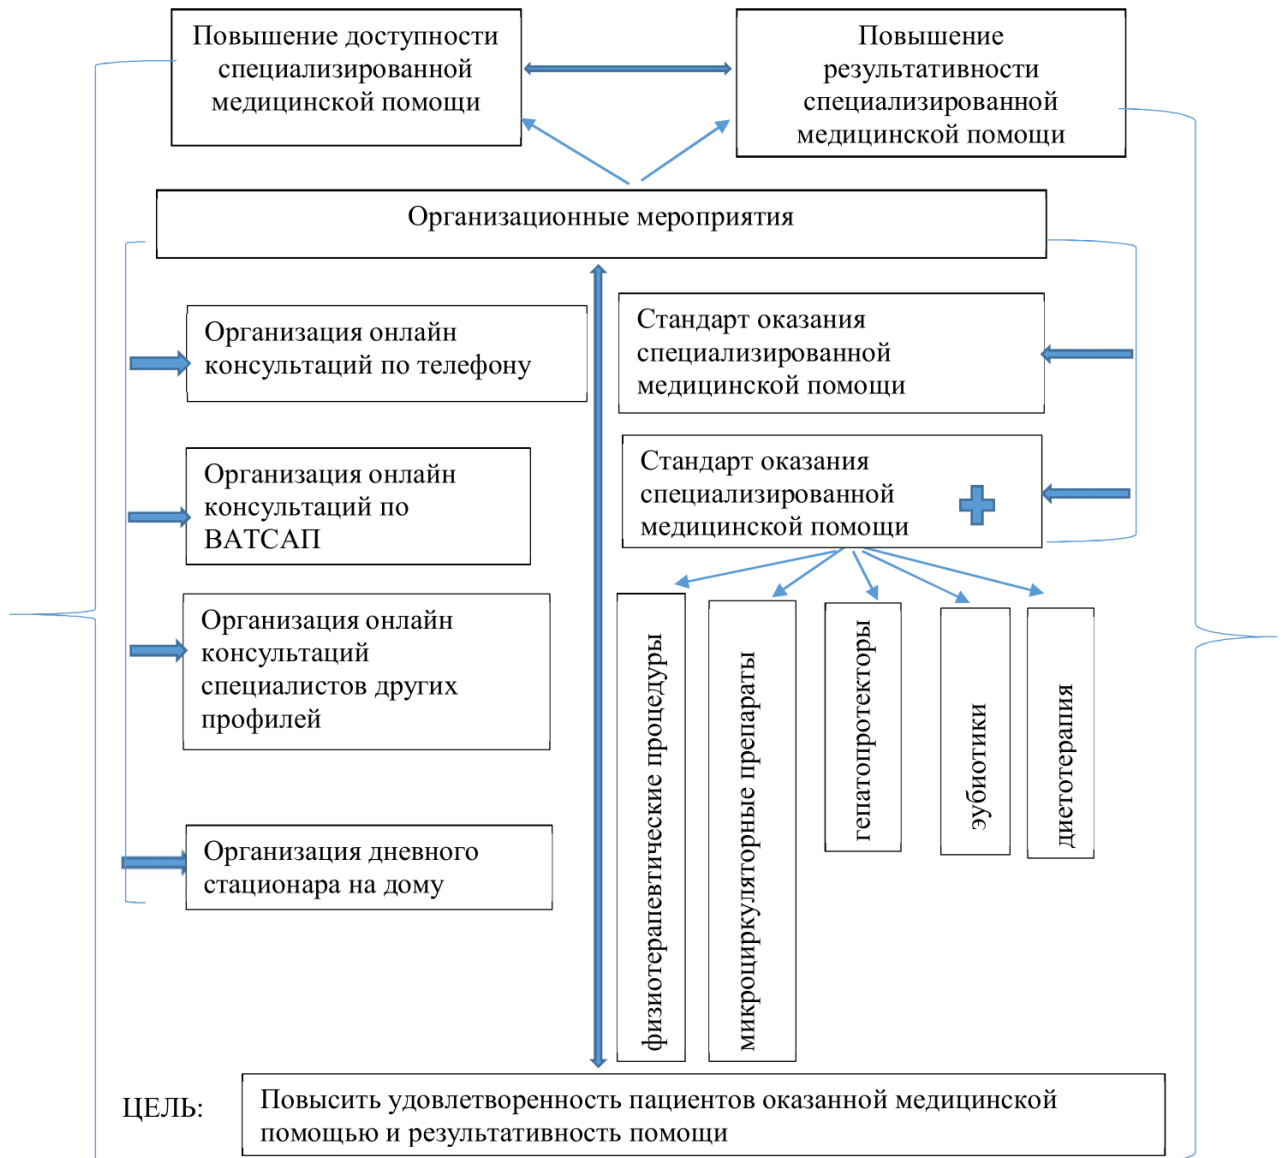 Повышение доступности
специализированной
медицинской помощи
Повышение
результативности
специализированной
медицинской помощи
Организационные мероприятия
Организация онлайн
консультаций по телефону
Стандарт оказания
специализированной
медицинской помощи
Организация онлайн
консультаций по
ВАТСАП
Стандарт оказания
специализированной
медицинской помощи
Организация онлайн
консультаций
специалистов других
профилей
Организация дневного
стационара на дому
физиотерапевтические процедуры
микроциркуляторные препараты
гепатопротекторы
эубиотики
диетотерапия
ЦЕЛЬ:
Повысить удовлетворенность пациентов оказанной медицинской
помощью и результативность помощи